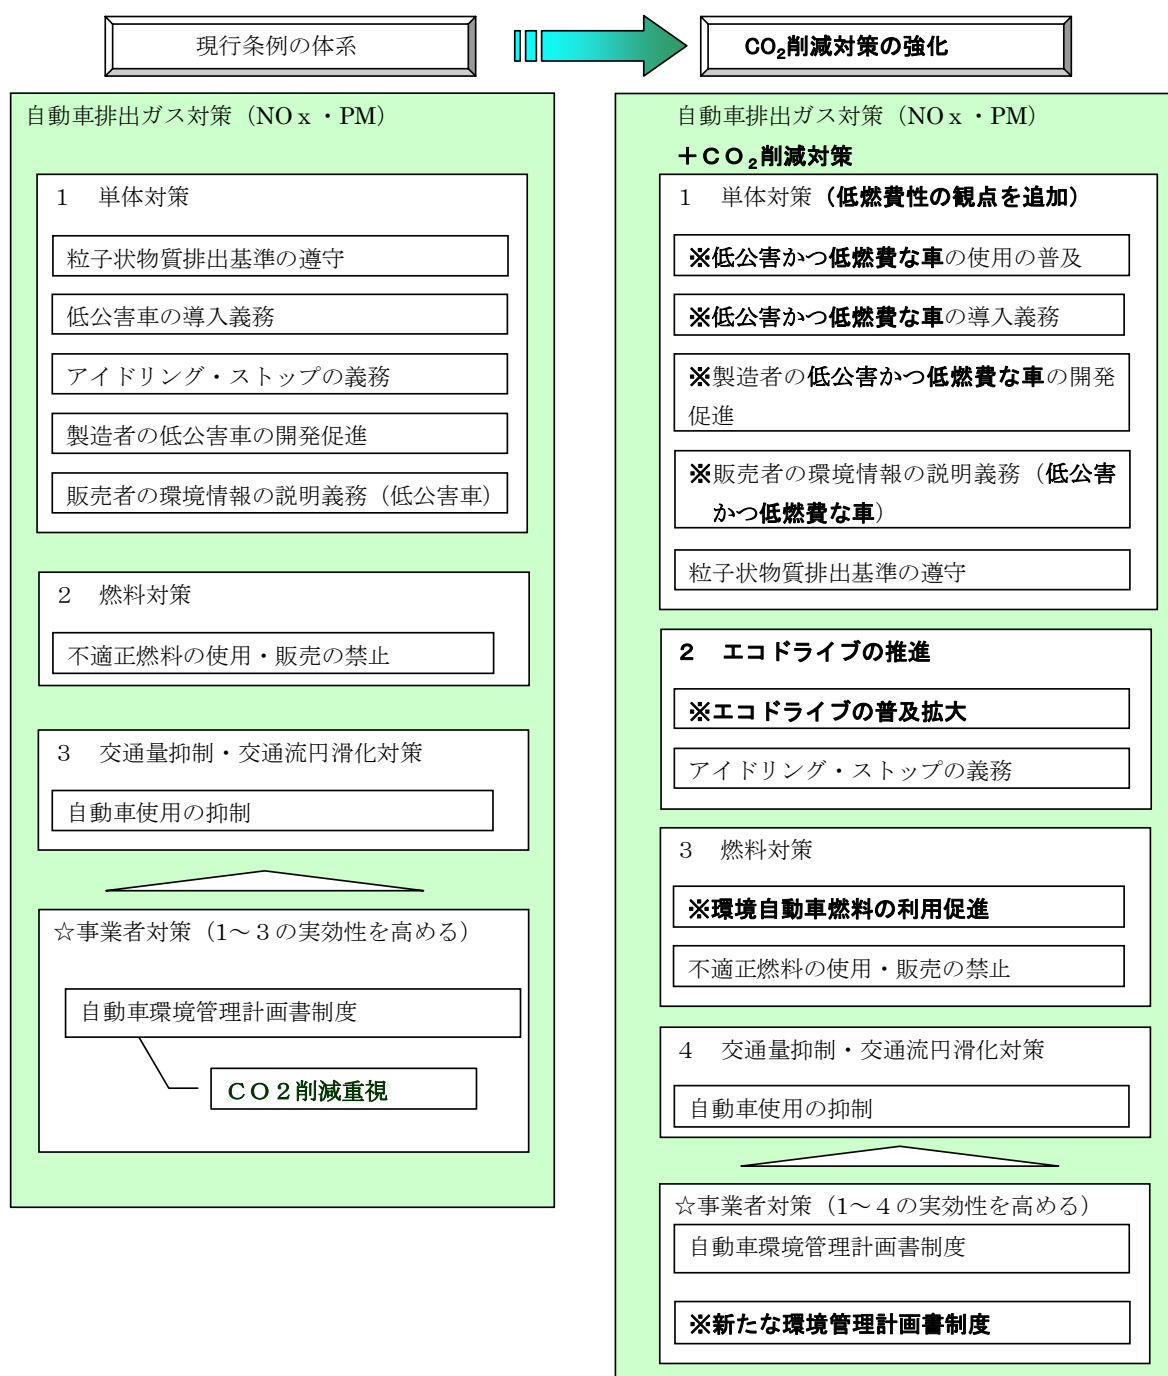 現行条例の体系
CO₂削減対策の強化
自動車排出ガス対策（NOｘ・PM）
１　単体対策
粒子状物質排出基準の遵守
低公害車の導入義務
アイドリング・ストップの義務
製造者の低公害車の開発促進
販売者の環境情報の説明義務（低公害車）
２　燃料対策
不適正燃料の使用・販売の禁止
３　交通量抑制・交通流円滑化対策
自動車使用の抑制
☆事業者対策（1～３の実効性を高める）
自動車環境管理計画書制度
ＣＯ２削減重視
自動車排出ガス対策（NOｘ・PM）
＋ＣＯ₂削減対策
１　単体対策（低燃費性の観点を追加）
※低公害かつ低燃費な車の使用の普及
※低公害かつ低燃費な車の導入義務
※製造者の低公害かつ低燃費な車の開発
促進
※販売者の環境情報の説明義務（低公害
かつ低燃費な車）
粒子状物質排出基準の遵守
２　エコドライブの推進
※エコドライブの普及拡大
アイドリング・ストップの義務
３　燃料対策
※環境自動車燃料の利用促進
不適正燃料の使用・販売の禁止
４　交通量抑制・交通流円滑化対策
自動車使用の抑制
☆事業者対策（1～４の実効性を高める）
自動車環境管理計画書制度
※新たな環境管理計画書制度